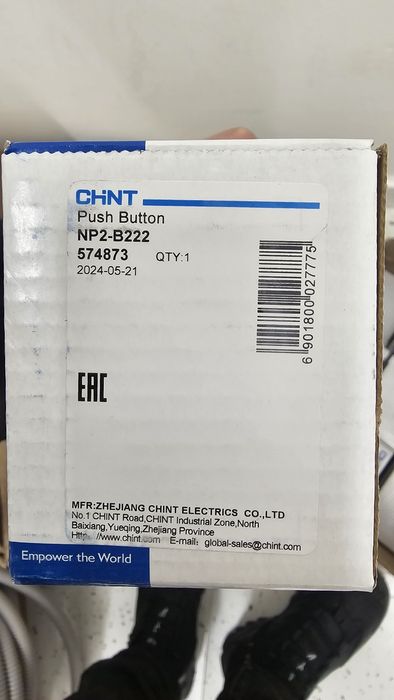 CHNT
Push Button
NP2-B222
574873 QTY:1
2024-05-21
6 901800 027775
EAC
MFR:ZHEJIANG CHINT ELECTRICS CO.,LTD
No.1 CHINT Road,CHINT Industrial Zone,North
Baixiang,Yueqing,Zhejiang Province
Http: //www.chint.com E-mail: global-sales@chint.com
Empower the World